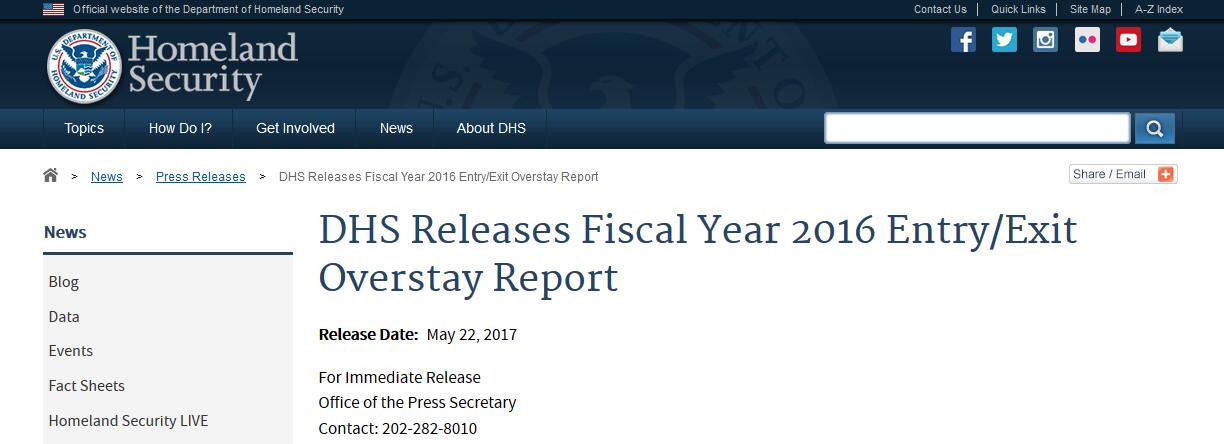 Official website of the Department of Homeland Security
Contact Us
Quick Links
Site Map
A-Z Index
U.S. DEPARTMENT OF
HOMELAND SECURITY
Homeland
Security
Topics
How Do I?
Get Involved
News
About DHS
> News > Press Releases > DHS Releases Fiscal Year 2016 Entry/Exit Overstay Report
Share / Email
News
Blog
Data
Events
Fact Sheets
Homeland Security LIVE
DHS Releases Fiscal Year 2016 Entry/Exit
Overstay Report
Release Date: May 22, 2017
For Immediate Release
Office of the Press Secretary
Contact: 202-282-8010